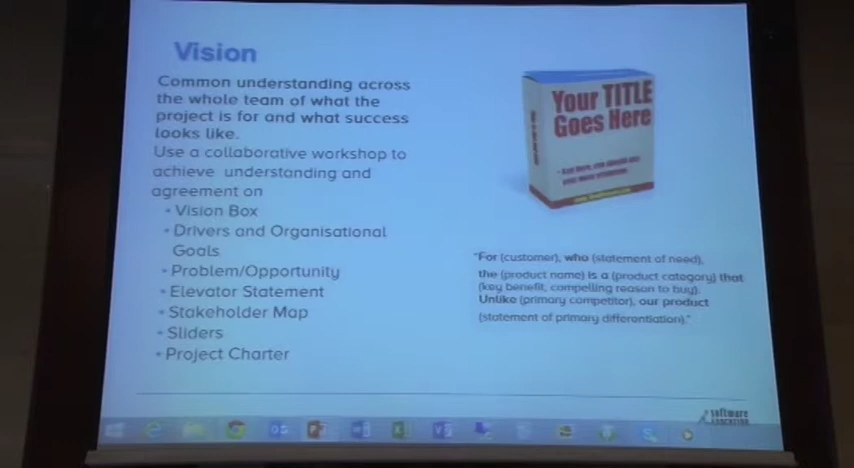 Vision
Common understanding across
the whole team of what the
project is for and what success
looks like.
Use a collaborative workshop to
achieve understanding and
agreement on
• Vision Box
• Drivers and Organisational
Goals
• Problem/Opportunity
• Elevator Statement
• Stakeholder Map
• Sliders
• Project Charter
Your TITLE
Goes Here
"For (customer), who (statement of need),
the (product name) is a (product category) that
(key benefit, compelling reason to buy).
Unlike (primary competitor), our product
(statement of primary differentiation)."
software
education